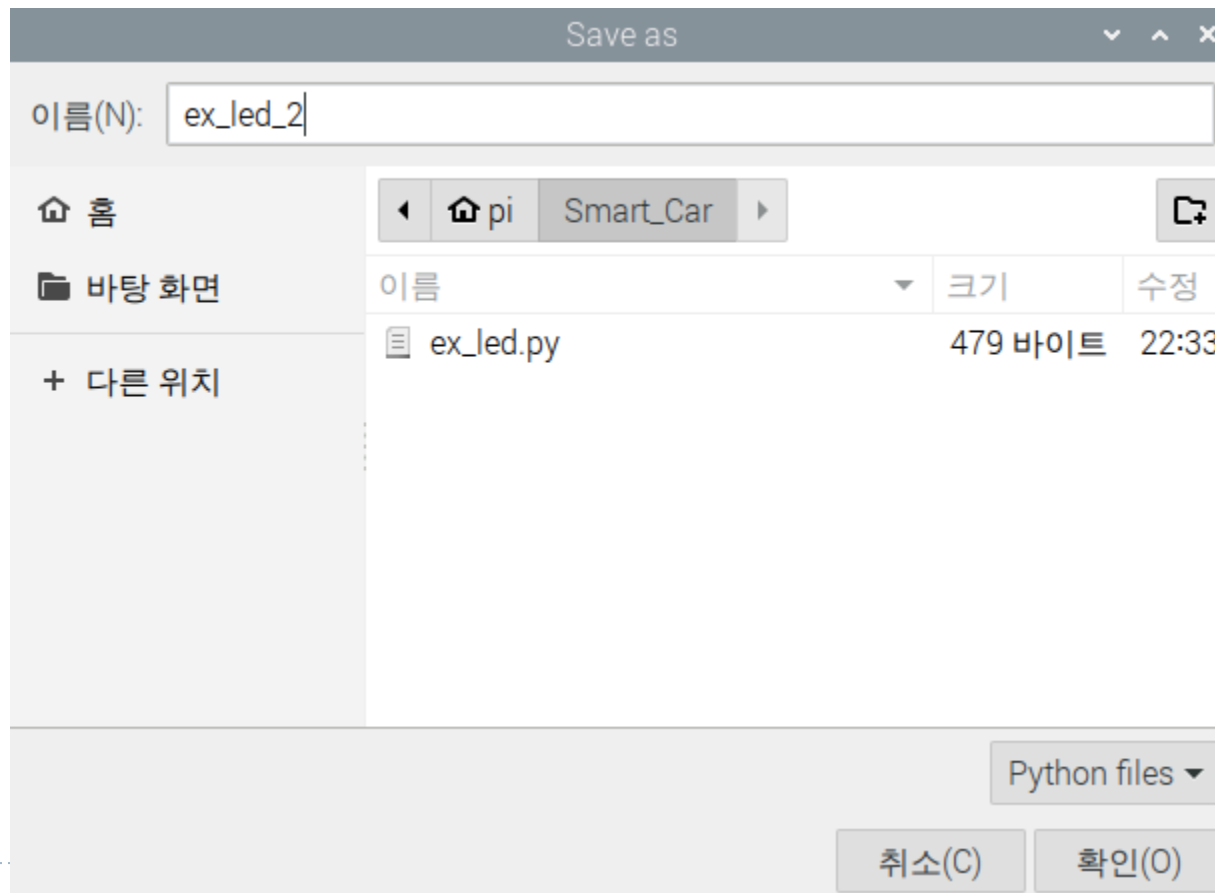 Save as
이름(N): ex_led_2
홈
pi Smart_Car
바탕 화면
이름 크기 수정
ex_led.py 479 바이트 22:33
+ 다른 위치
Python files
취소(C) 확인(O)